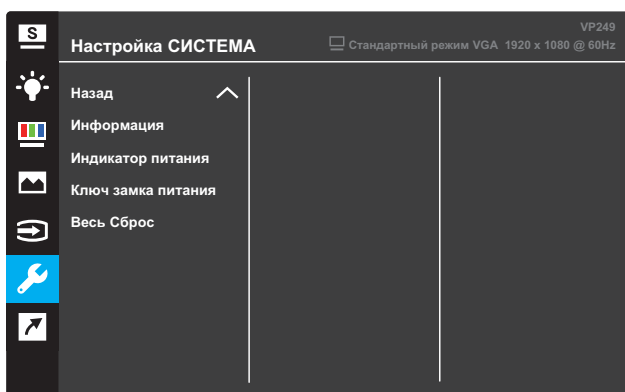 S
VP249
Настройка СИСТЕМА
Стандартный режим VGA 1920 x 1080 @ 60Hz
Назад
Информация
Индикатор питания
Ключ замка питания
Весь Сброс